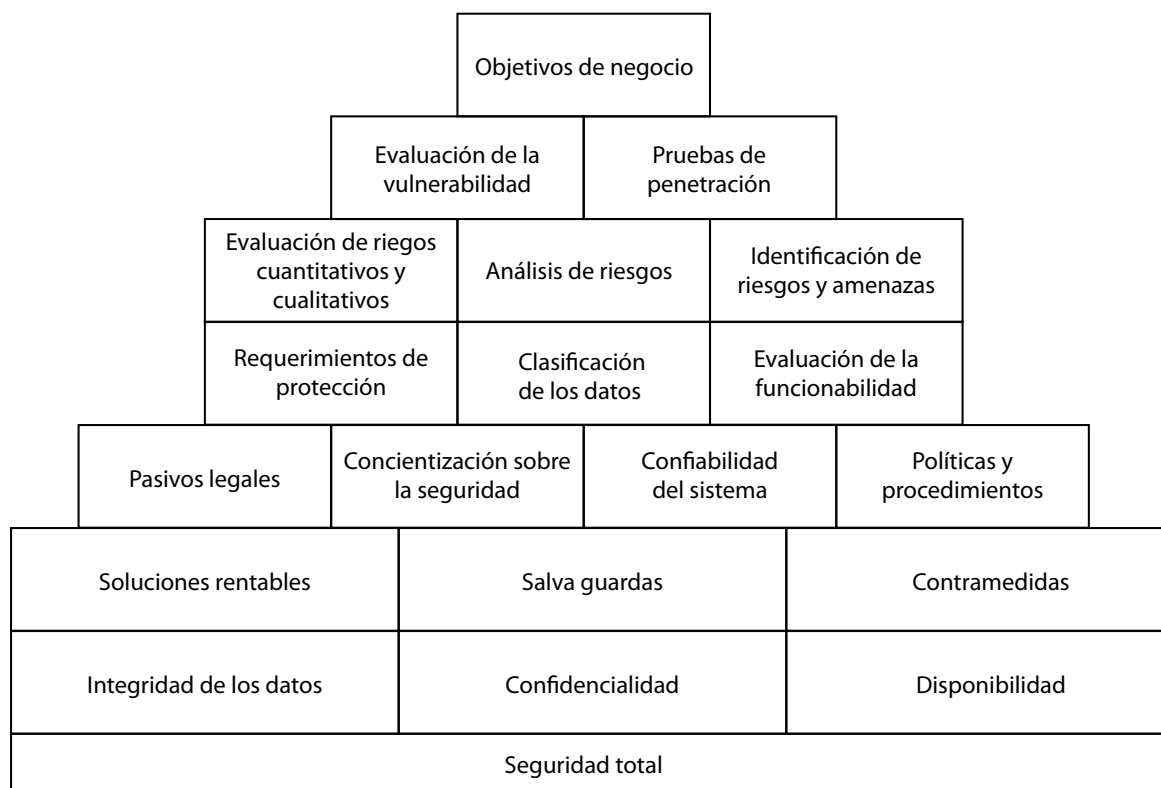 Objetivos de negocio
Evaluación de la
vulnerabilidad
Pruebas de
penetración
Evaluación de riegos
cuantitativos y
cualitativos
Análisis de riesgos
Identificación de
riesgos y amenazas
Requerimientos de
protección
Clasificación
de los datos
Evaluación de la
funcionabilidad
Pasivos legales
Concientización sobre
la seguridad
Confiabilidad
del sistema
Políticas y
procedimientos
Soluciones rentables
Salva guardas
Contramedidas
Integridad de los datos
Confidencialidad
Disponibilidad
Seguridad total